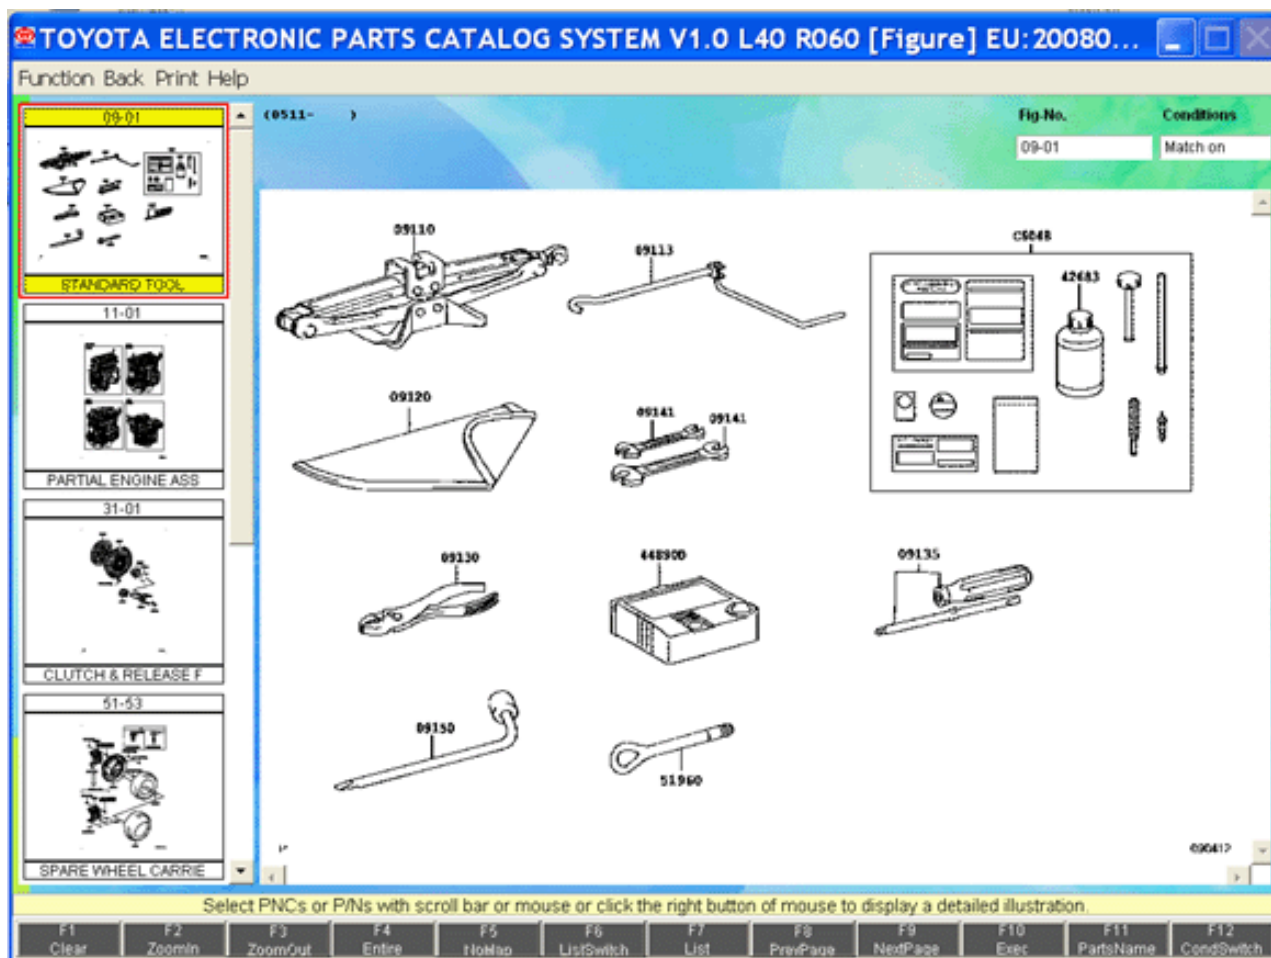 TOYOTA ELECTRONIC PARTS CATALOG SYSTEM V1.0 L40 R060 [Figure] EU:20080...
Function Back Print Help
09-01
STANDARD TOOL
11-01
PARTIAL ENGINE ASS
31-01
CLUTCH & RELEASE F
51-53
SPARE WHEEL CARRIE
(0511- )
Fig-No. Conditions
09-01 Match on
09110
09113
C5048
42683
09120
09141
09141
09130
448900
09135
09150
51960
090412
Select PNCs or P/Ns with scroll bar or mouse or click the right button of mouse to display a detailed illustration.
F1 F2 F3 F4 F5 F6 F7 F8 F9 F10 F11 F12
Clear ZoomIn ZoomOut Entire NoMap ListSwitch List PrevPage NextPage Exec PartsName CondSwitch